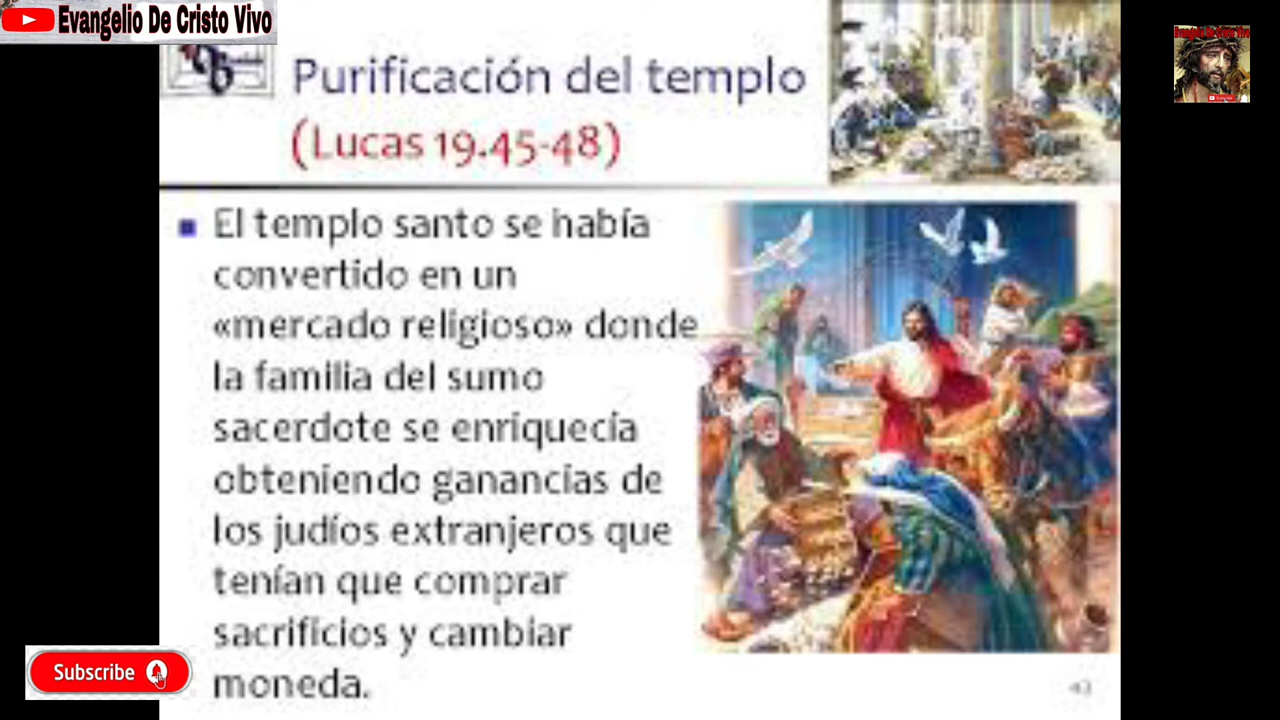 Evangelio De Cristo Vivo
Purificación del templo
(Lucas 19.45-48)
El templo santo se había
convertido en un
«mercado religioso» donde
la familia del sumo
sacerdote se enriquecía
obteniendo ganancias de
los judíos extranjeros que
tenían que comprar
sacrificios y cambiar
moneda.
Subscribe